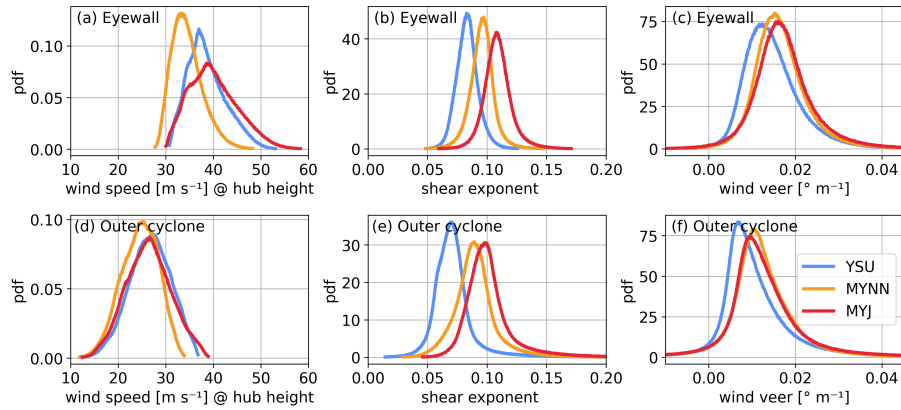 (a) Eyewall
(b) Eyewall
(c) Eyewall
pdf
0.00
0.05
0.10
10 20 30 40 50 60
wind speed [m s⁻¹] @ hub height
pdf
0
20
40
0.00 0.05 0.10 0.15 0.20
shear exponent
pdf
0
25
50
75
0.00 0.02 0.04
wind veer [° m⁻¹]
(d) Outer cyclone
(e) Outer cyclone
(f) Outer cyclone
pdf
0.00
0.05
0.10
10 20 30 40 50 60
wind speed [m s⁻¹] @ hub height
pdf
0
10
20
30
0.00 0.05 0.10 0.15 0.20
shear exponent
pdf
0
25
50
75
0.00 0.02 0.04
wind veer [° m⁻¹]
YSU
MYNN
MYJ